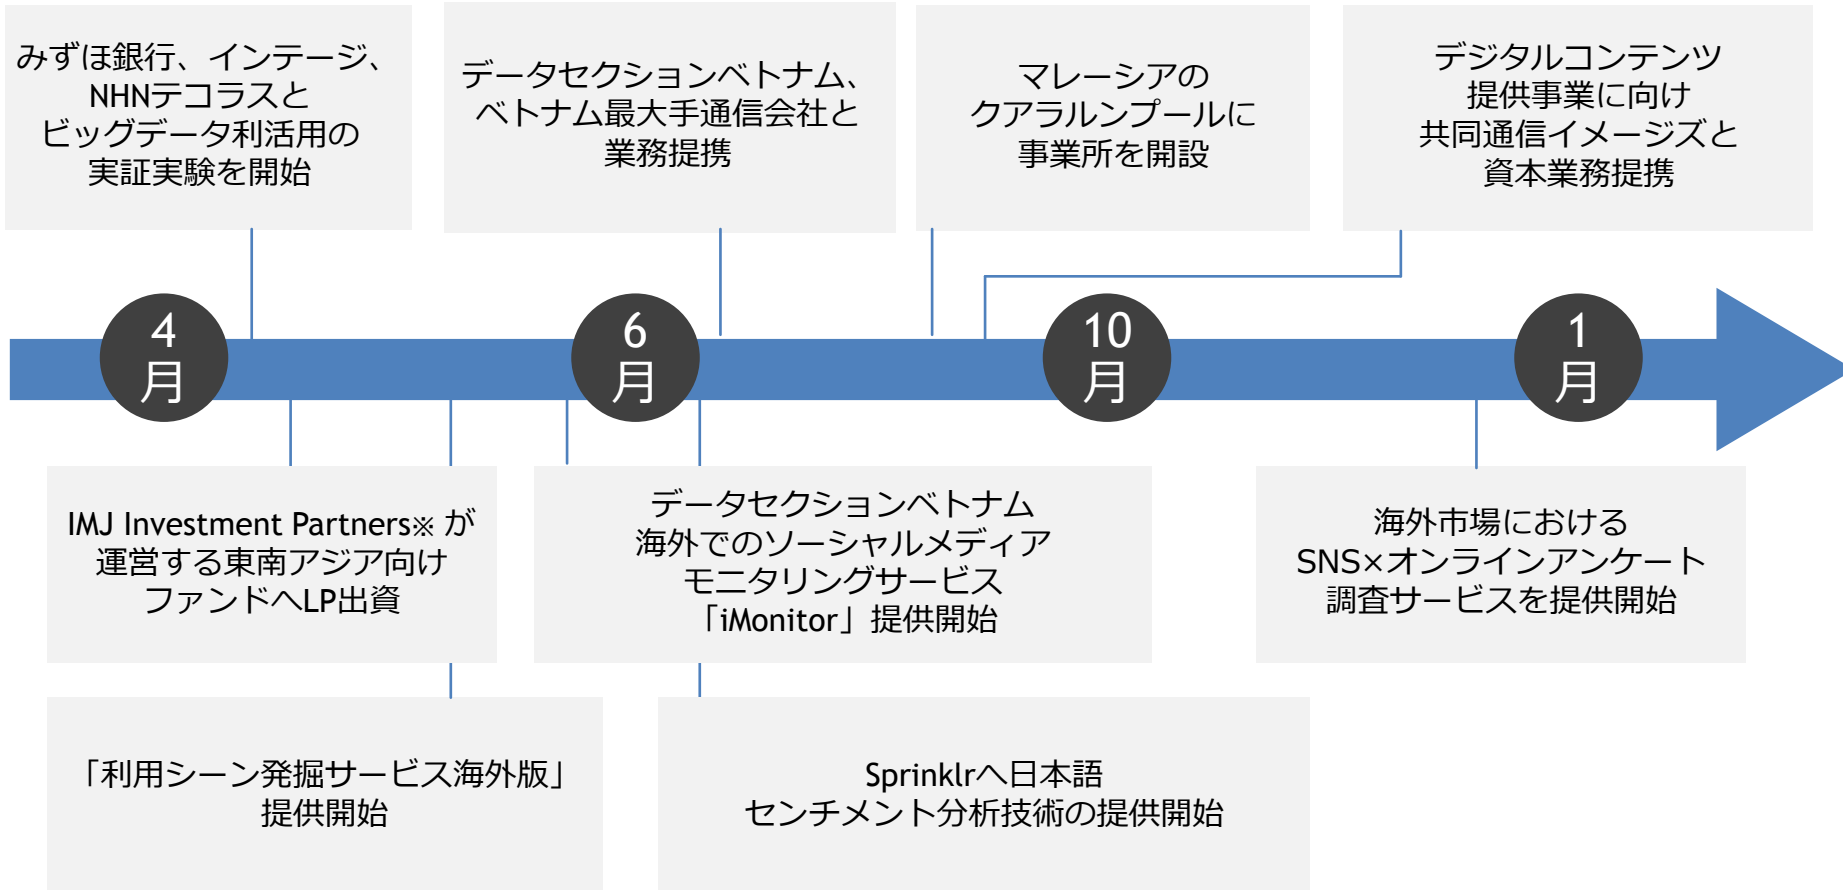 みずほ銀行、インテージ、
NHNテコラスと
ビッグデータ利活用の
実証実験を開始
データセクションベトナム、
ベトナム最大手通信会社と
業務提携
マレーシアの
クアラルンプールに
事業所を開設
デジタルコンテンツ
提供事業に向け
共同通信イメージズと
資本業務提携
4
月
6
月
10
月
1
月
IMJ Investment Partners※ が
運営する東南アジア向け
ファンドへLP出資
データセクションベトナム
海外でのソーシャルメディア
モニタリングサービス
「iMonitor」提供開始
海外市場における
SNS×オンラインアンケート
調査サービスを提供開始
「利用シーン発掘サービス海外版」
提供開始
Sprinklrへ日本語
センチメント分析技術の提供開始